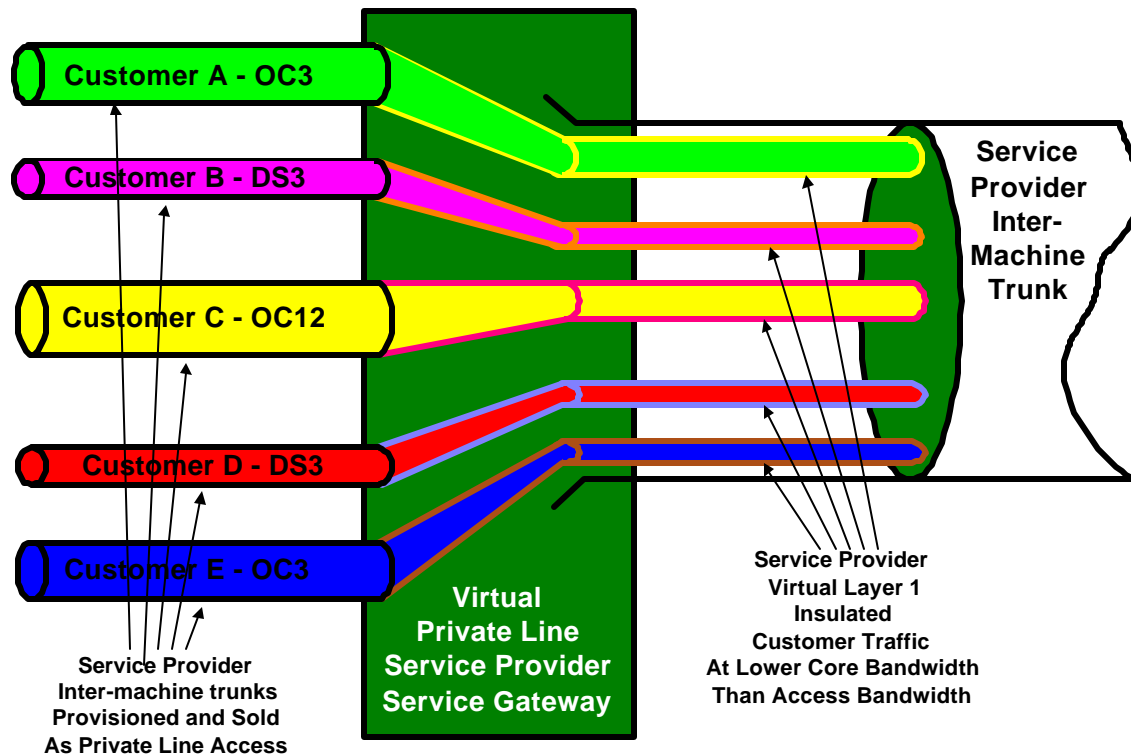 Customer A - OC3
Customer B - DS3
Customer C - OC12
Customer D - DS3
Customer E - OC3
Service Provider
Inter-machine trunks
Provisioned and Sold
As Private Line Access
Virtual
Private Line
Service Provider
Service Gateway
Service
Provider
Inter-
Machine
Trunk
Service Provider
Virtual Layer 1
Insulated
Customer Traffic
At Lower Core Bandwidth
Than Access Bandwidth